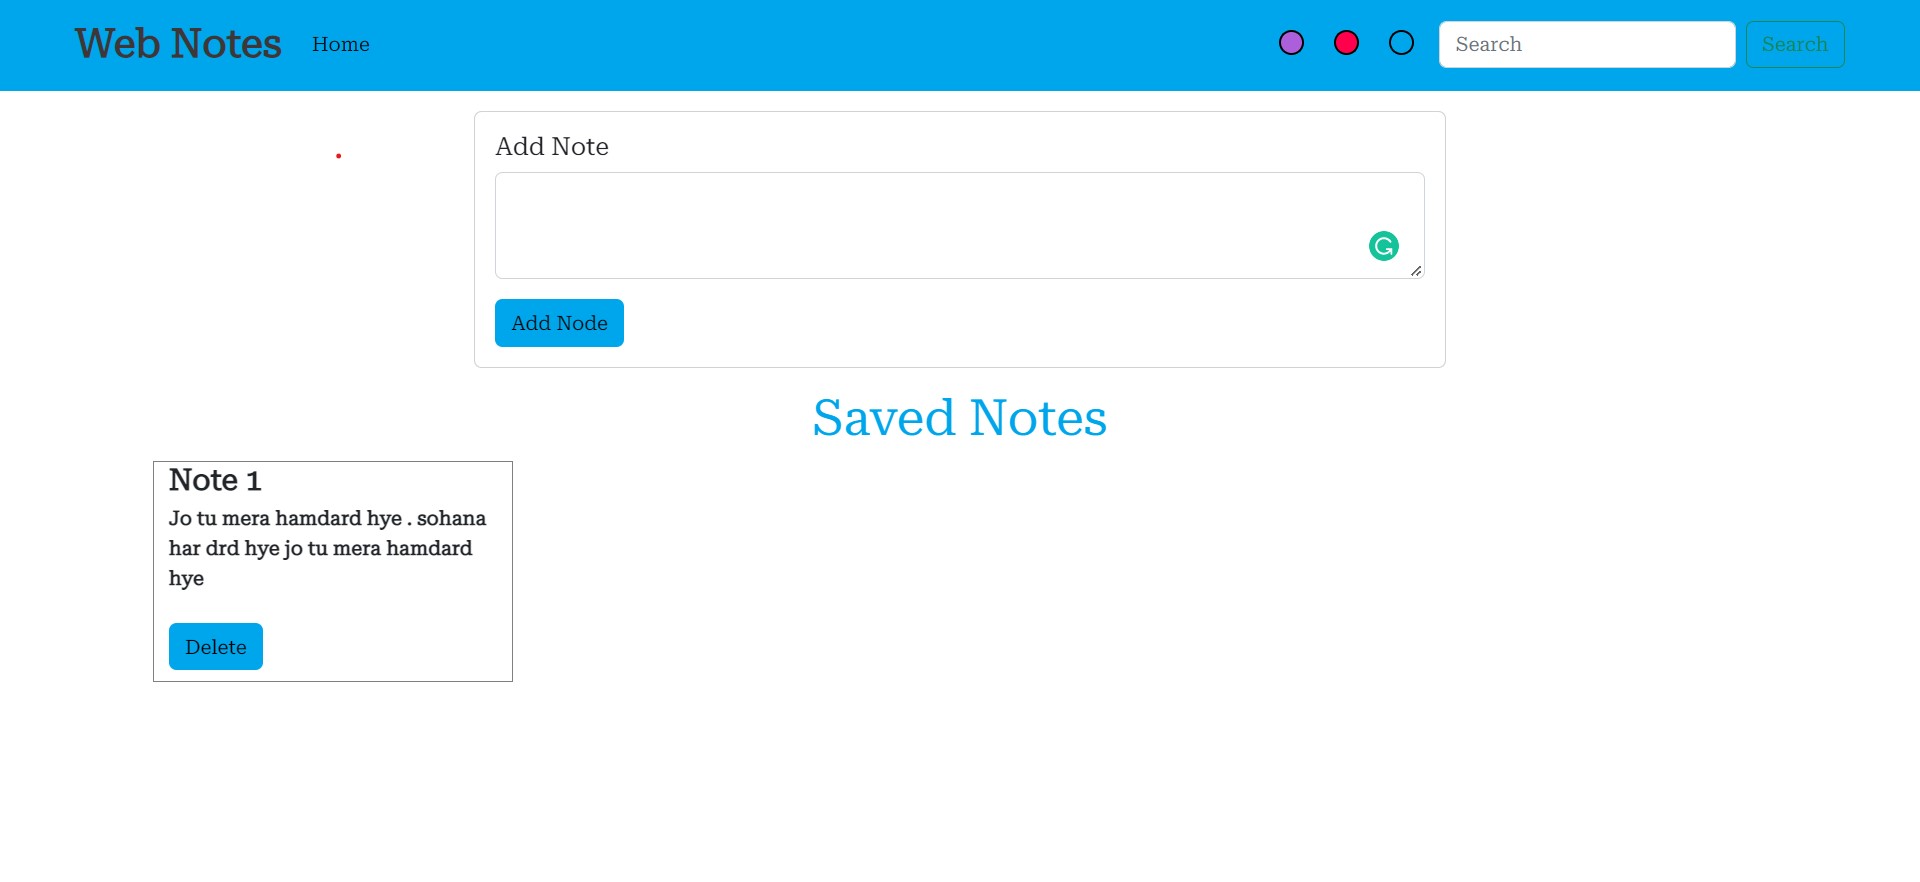 Web Notes
Home
Search
Search
Add Note
Add Node
Saved Notes
Note 1
Jo tu mera hamdard hye . sohana
har drd hye jo tu mera hamdard
hye
Delete